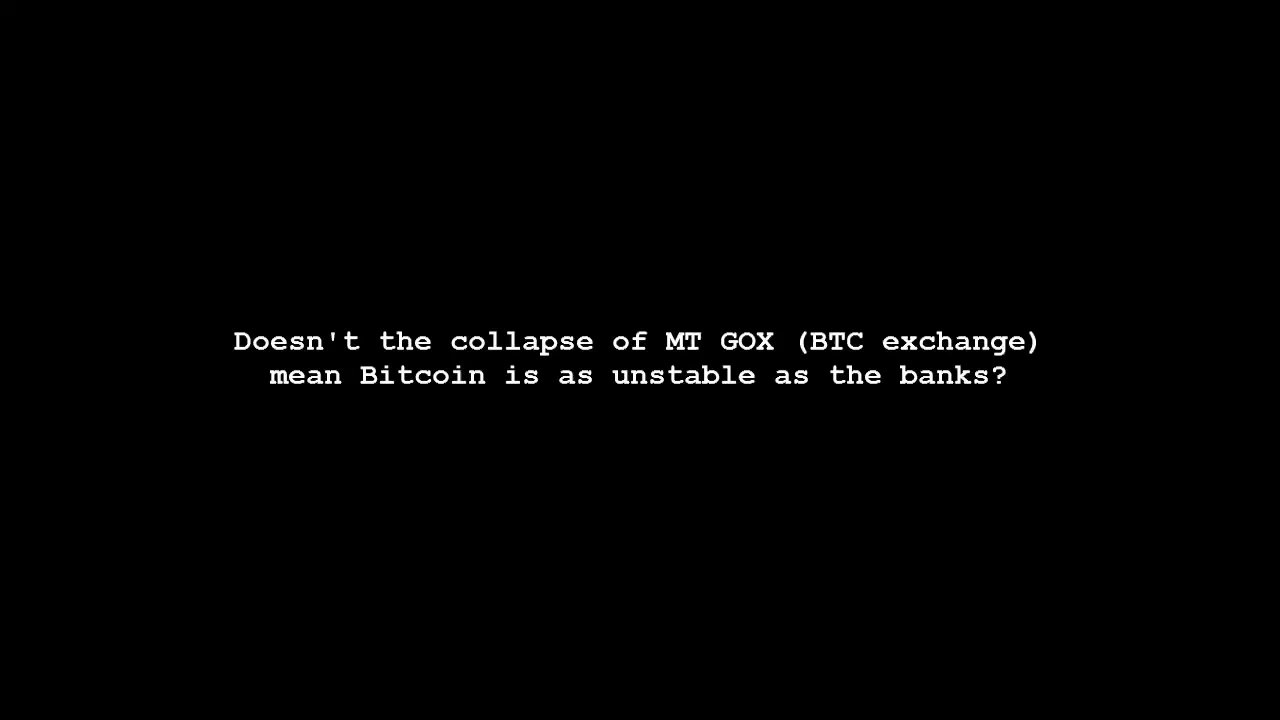 Doesn't the collapse of MT GOX (BTC exchange)
mean Bitcoin is as unstable as the banks?